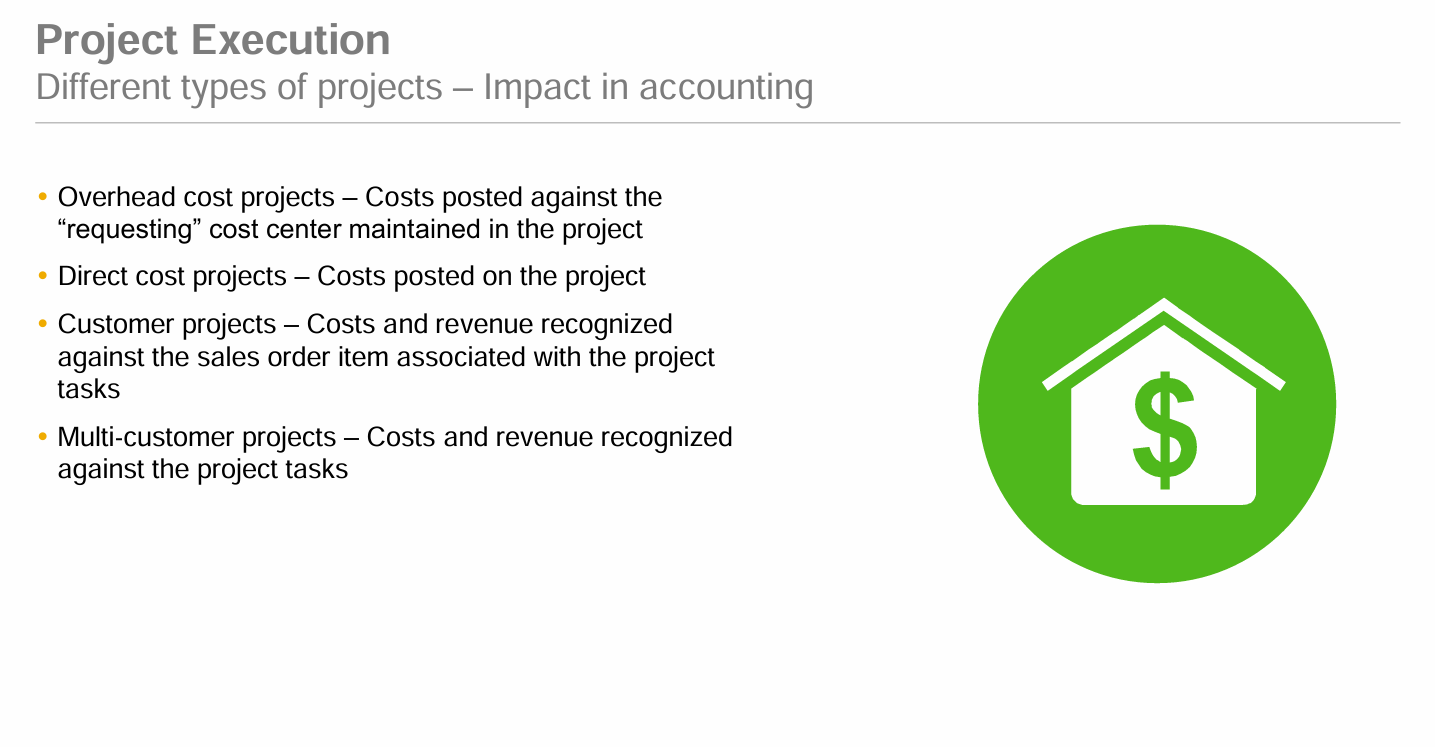 Project Execution
Different types of projects – Impact in accounting
• Overhead cost projects – Costs posted against the
“requesting” cost center maintained in the project
• Direct cost projects – Costs posted on the project
• Customer projects – Costs and revenue recognized
against the sales order item associated with the project
tasks
• Multi-customer projects – Costs and revenue recognized
against the project tasks
$